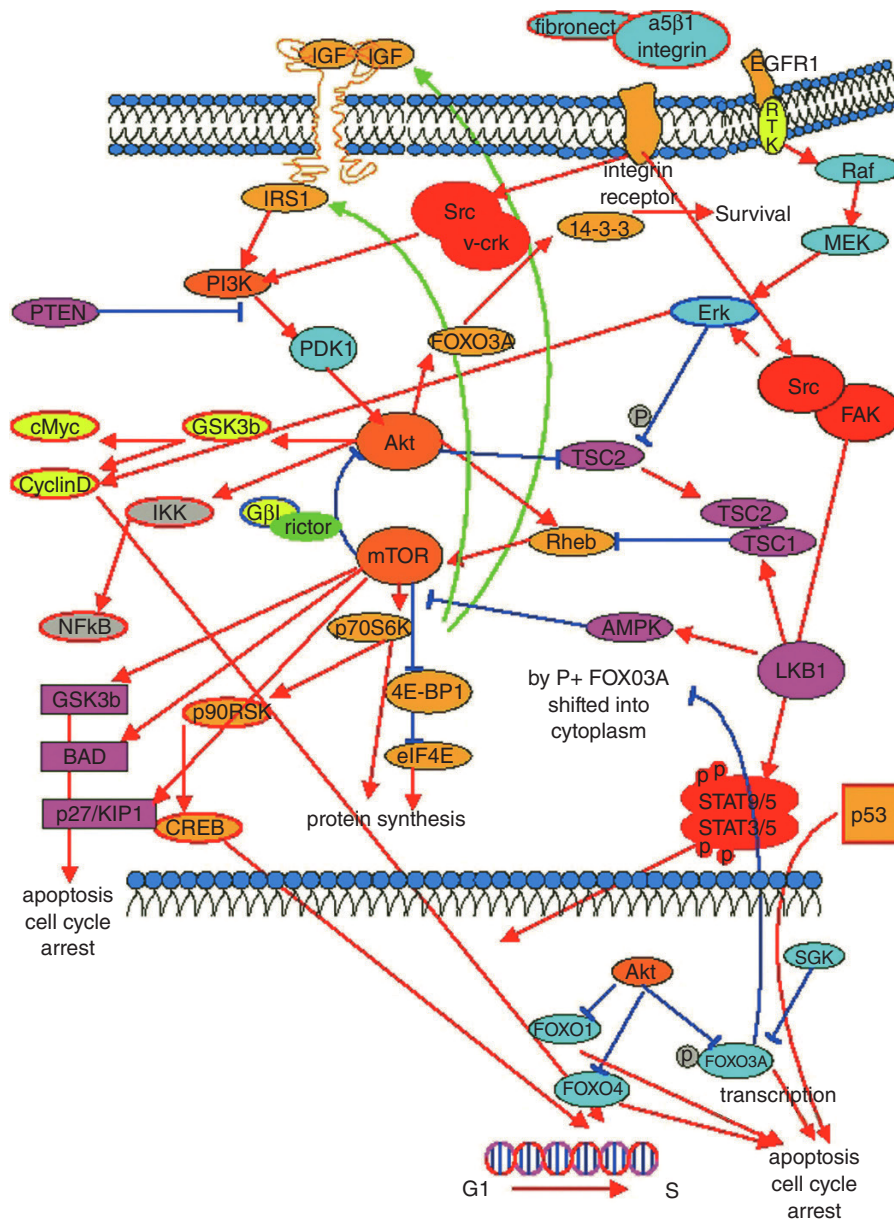 fibronect
a5β1
integrin
IGF
IGF
EGFR1
RTK
integrin
receptor
Raf
IRS1
Src
v-crk
14-3-3
Survival
MEK
PI3K
PTEN
Erk
PDK1
FOXO3A
Src
FAK
P
cMyc
GSK3b
Akt
TSC2
CyclinD
IKK
GβL
rictor
TSC2
TSC1
mTOR
Rheb
NFkB
p70S6K
AMPK
LKB1
GSK3b
p90RSK
4E-BP1
by P+ FOX03A
shifted into
cytoplasm
BAD
eIF4E
p p
STAT9/5
STAT3/5
p p
p27/KIP1
CREB
protein synthesis
p53
apoptosis
cell cycle
arrest
Akt
SGK
FOXO1
p
FOXO3A
FOXO4
transcription
G1
S
apoptosis
cell cycle
arrest